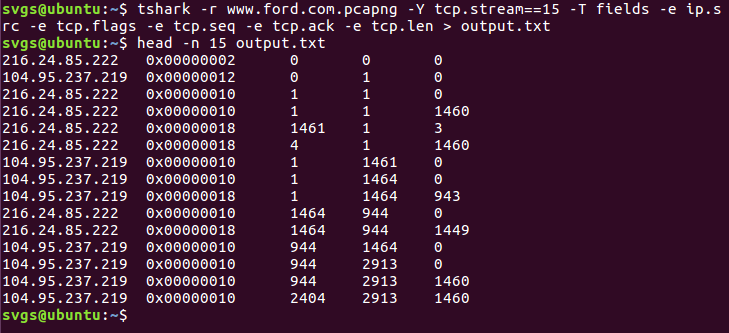 svgs@ubuntu:~$ tshark -r www.ford.com.pcapng -Y tcp.stream==15 -T fields -e ip.s
rc -e tcp.flags -e tcp.seq -e tcp.ack -e tcp.len > output.txt
svgs@ubuntu:~$ head -n 15 output.txt
216.24.85.222 0x00000002 0 0 0
104.95.237.219 0x00000012 0 1 0
216.24.85.222 0x00000010 1 1 0
216.24.85.222 0x00000010 1 1 1460
216.24.85.222 0x00000018 1461 1 3
216.24.85.222 0x00000018 4 1 1460
104.95.237.219 0x00000010 1 1461 0
104.95.237.219 0x00000010 1 1464 0
104.95.237.219 0x00000018 1 1464 943
216.24.85.222 0x00000010 1464 944 0
216.24.85.222 0x00000018 1464 944 1449
104.95.237.219 0x00000010 944 1464 0
104.95.237.219 0x00000010 944 2913 0
104.95.237.219 0x00000010 944 2913 1460
104.95.237.219 0x00000010 2404 2913 1460
svgs@ubuntu:~$